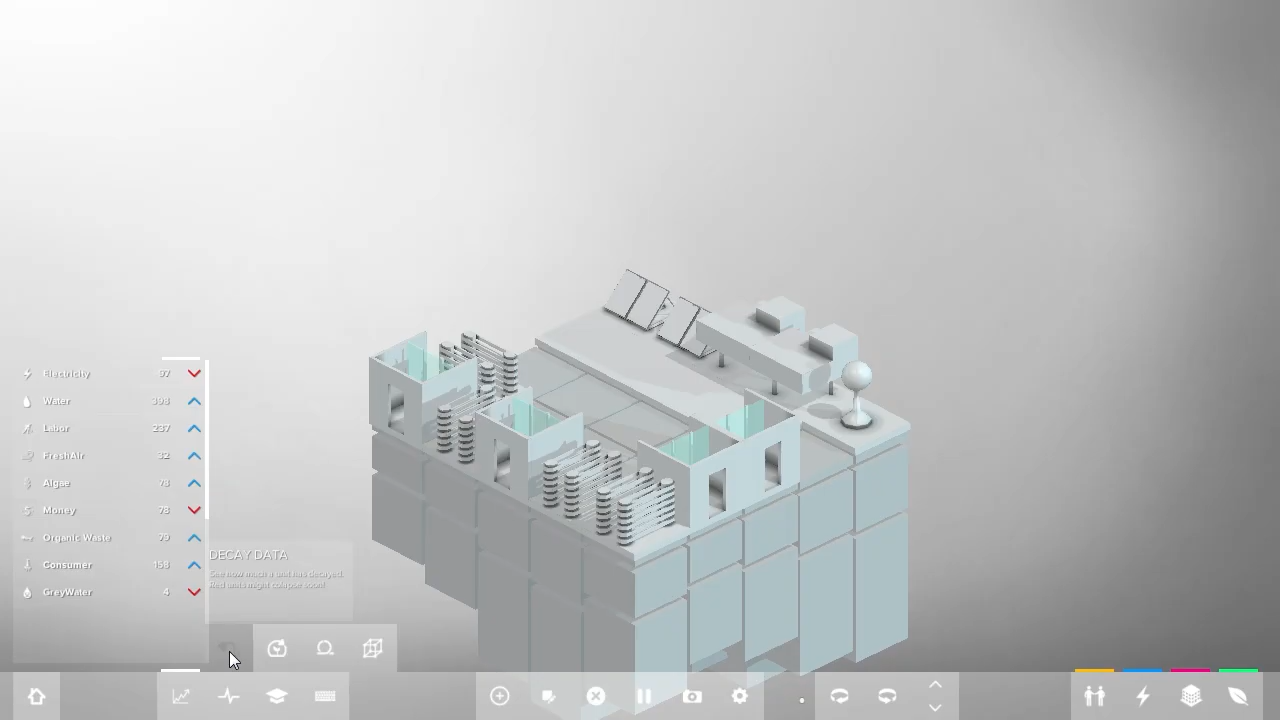 Electricity 97
Water 398
Labor 237
FreshAir 32
Algae 78
Money 78
Organic Waste 79
Consumer 158
GreyWater 4
DECAY DATA
See how much a unit has decayed.
Red units might colapse soon!